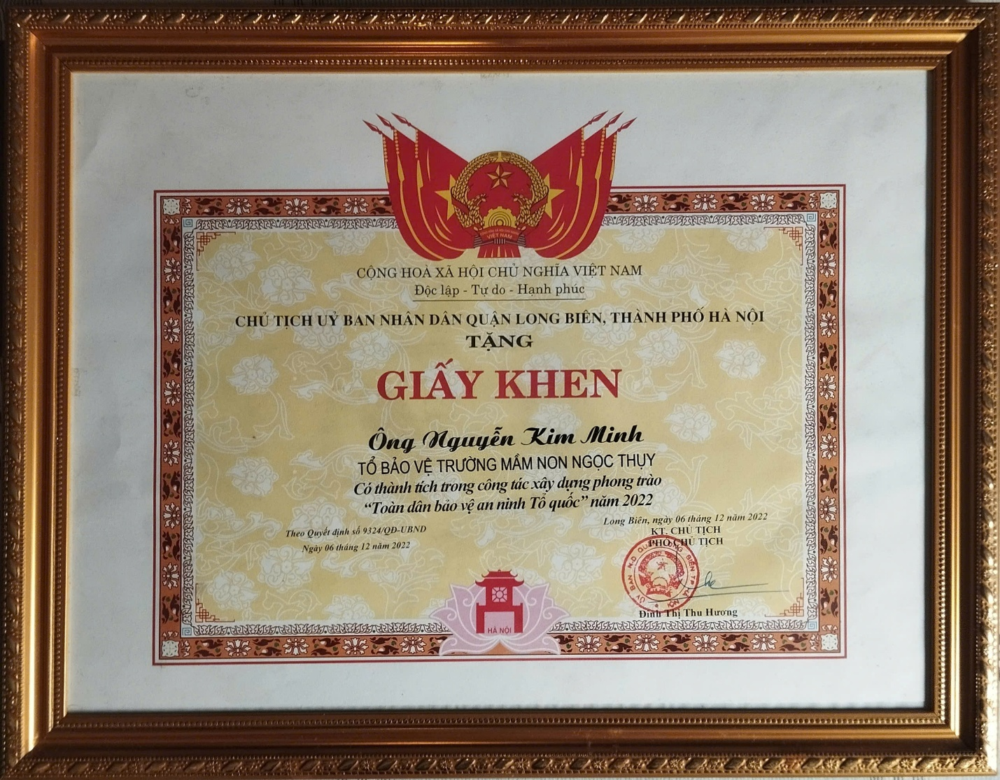 CỘNG HOÀ XÃ HỘI CHỦ NGHĨA VIỆT NAM
Độc lập - Tự do - Hạnh phúc
CHỦ TỊCH UỶ BAN NHÂN DÂN QUẬN LONG BIÊN, THÀNH PHỐ HÀ NỘI
TẶNG
GIẤY KHEN
Ông Nguyễn Kim Minh
TỔ BẢO VỆ TRƯỜNG MẦM NON NGỌC THỤY
Có thành tích trong công tác xây dựng phong trào
“Toàn dân bảo vệ an ninh Tổ quốc” năm 2022
Theo Quyết định số 9324/QĐ-UBND
Ngày 06 tháng 12 năm 2022
Long Biên, ngày 06 tháng 12 năm 2022
KT. CHỦ TỊCH
PHÓ CHỦ TỊCH
Đinh Thị Thu Hương
HÀ NỘI
VIỆT NAM